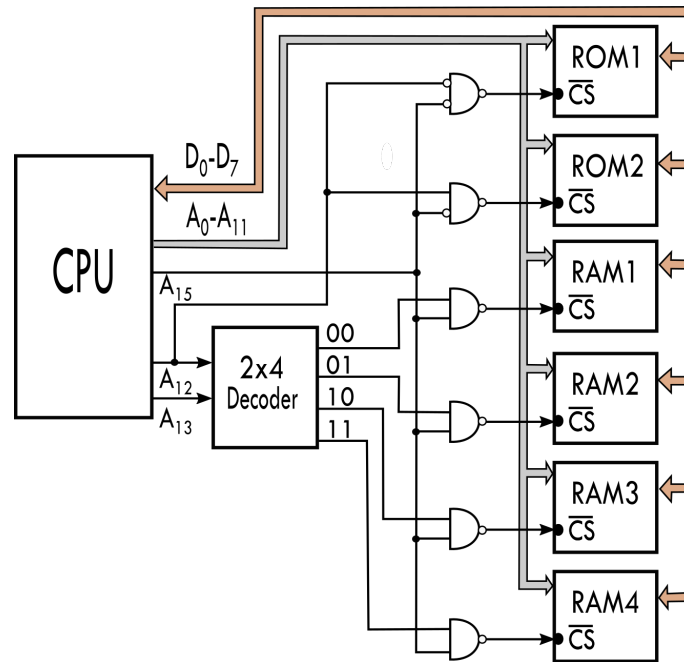 ROM1
CS
D0-D7
ROM2
CS
A0-A11
CPU
RAM1
CS
A15
00
2x4
Decoder
01
RAM2
CS
A12
10
A13
11
RAM3
CS
RAM4
CS